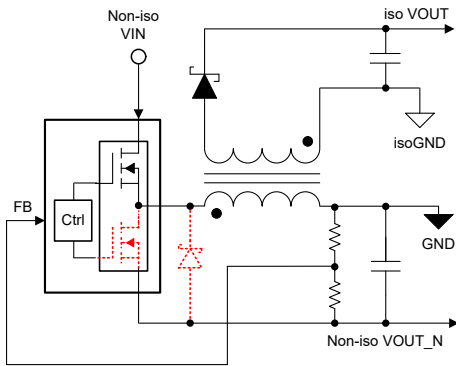 Non-iso
VIN
iso VOUT
isoGND
FB
Ctrl
GND
Non-iso VOUT_N